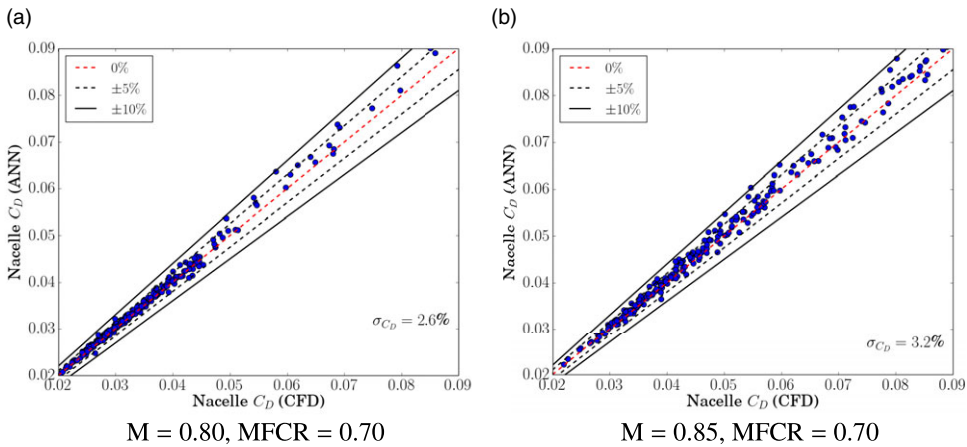 (a)
0.09
0.08
0.07
0.06
0.05
0.04
0.03
0.02
Nacelle C_D (ANN)
0%
±5%
±10%
σ_{C_D} = 2.6%
0.02 0.03 0.04 0.05 0.06 0.07 0.08 0.09
Nacelle C_D (CFD)
M = 0.80, MFCR = 0.70
(b)
0.09
0.08
0.07
0.06
0.05
0.04
0.03
0.02
Nacelle C_D (ANN)
0%
±5%
±10%
σ_{C_D} = 3.2%
0.02 0.03 0.04 0.05 0.06 0.07 0.08 0.09
Nacelle C_D (CFD)
M = 0.85, MFCR = 0.70